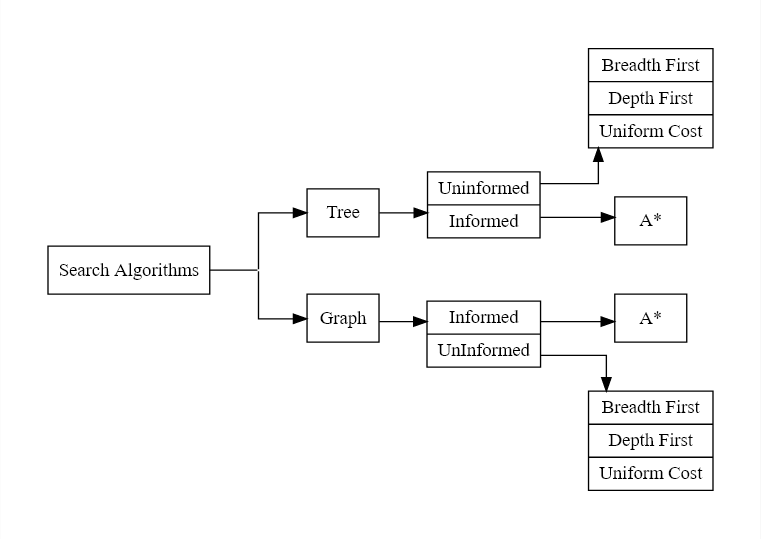 Breadth First
Depth First
Uniform Cost
Uninformed
Informed
Tree
A*
Search Algorithms
Graph
Informed
UnInformed
A*
Breadth First
Depth First
Uniform Cost